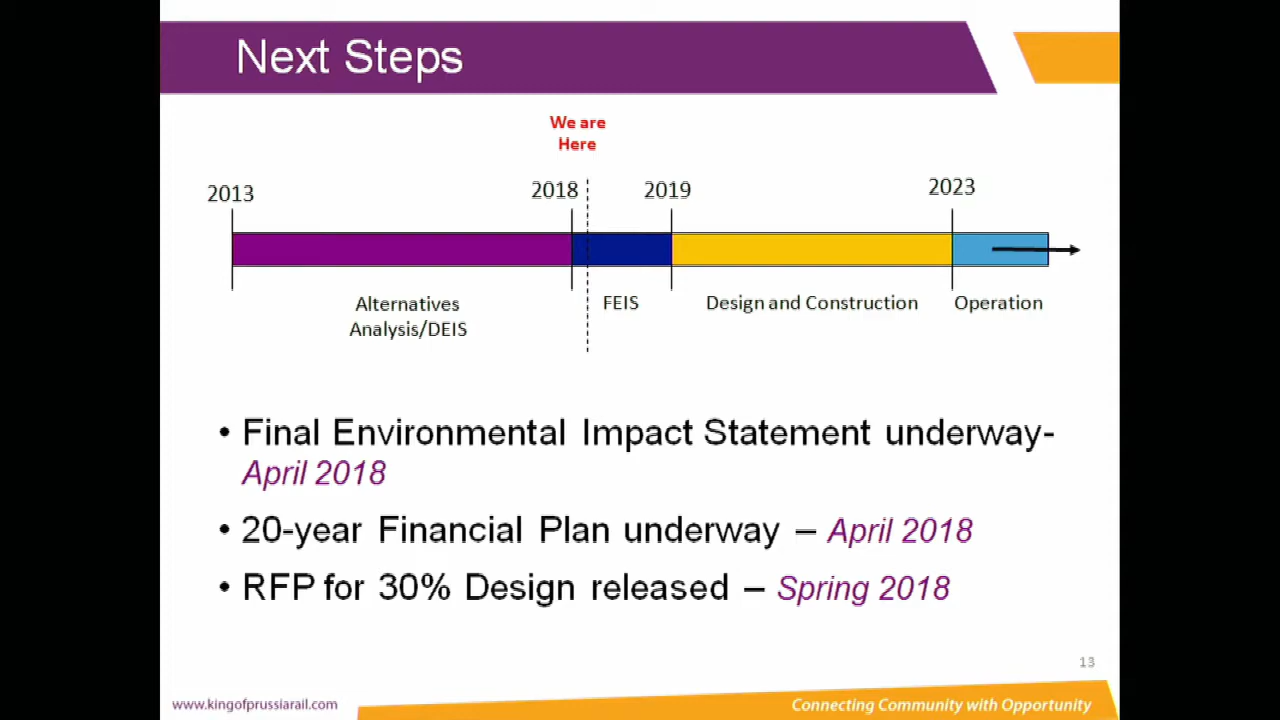 Next Steps
We are
Here
2013
2018
2019
2023
Alternatives
Analysis/DEIS
FEIS
Design and Construction
Operation
• Final Environmental Impact Statement underway-
April 2018
• 20-year Financial Plan underway – April 2018
• RFP for 30% Design released – Spring 2018
13
www.kingofprussiarail.com
Connecting Community with Opportunity